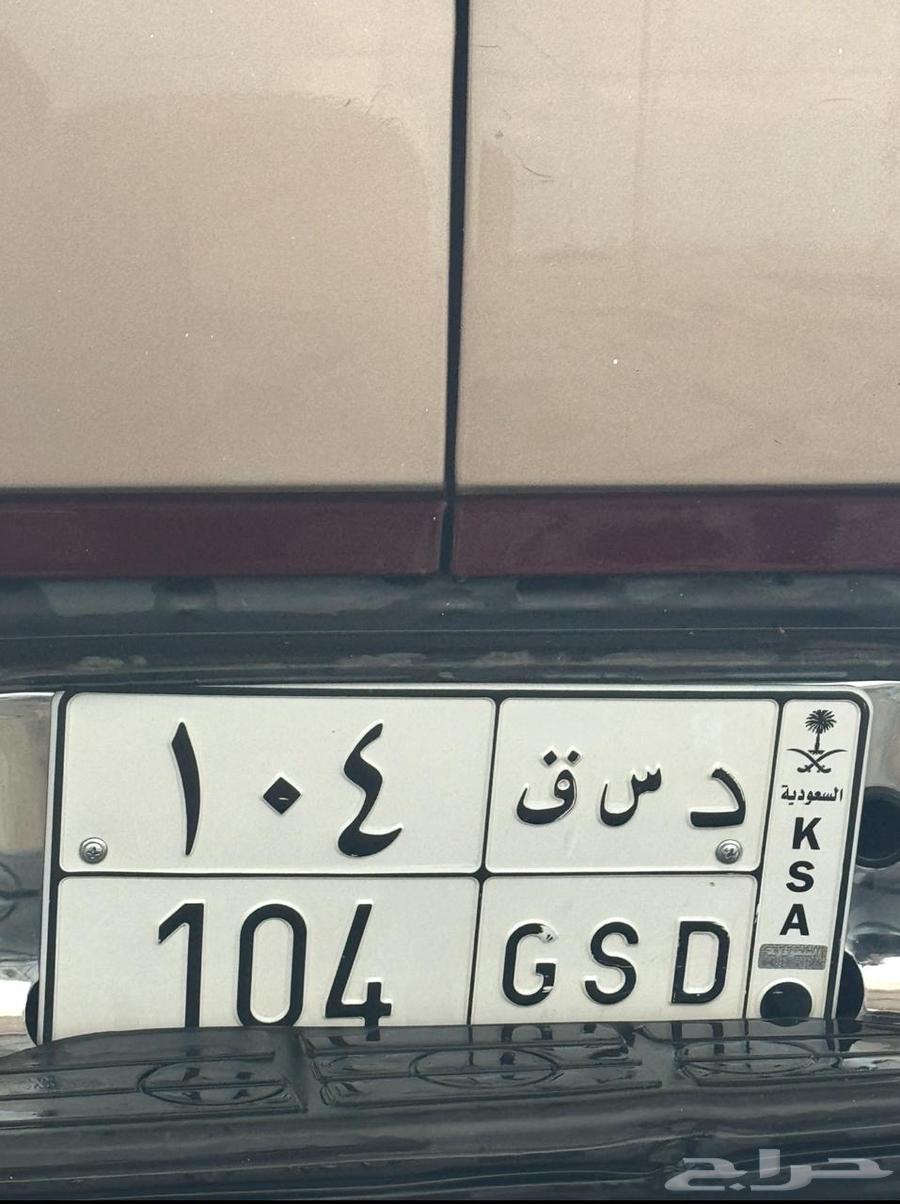 ١٠٤ د س ق
104 GSD
السعودية
K
S
A
حراج